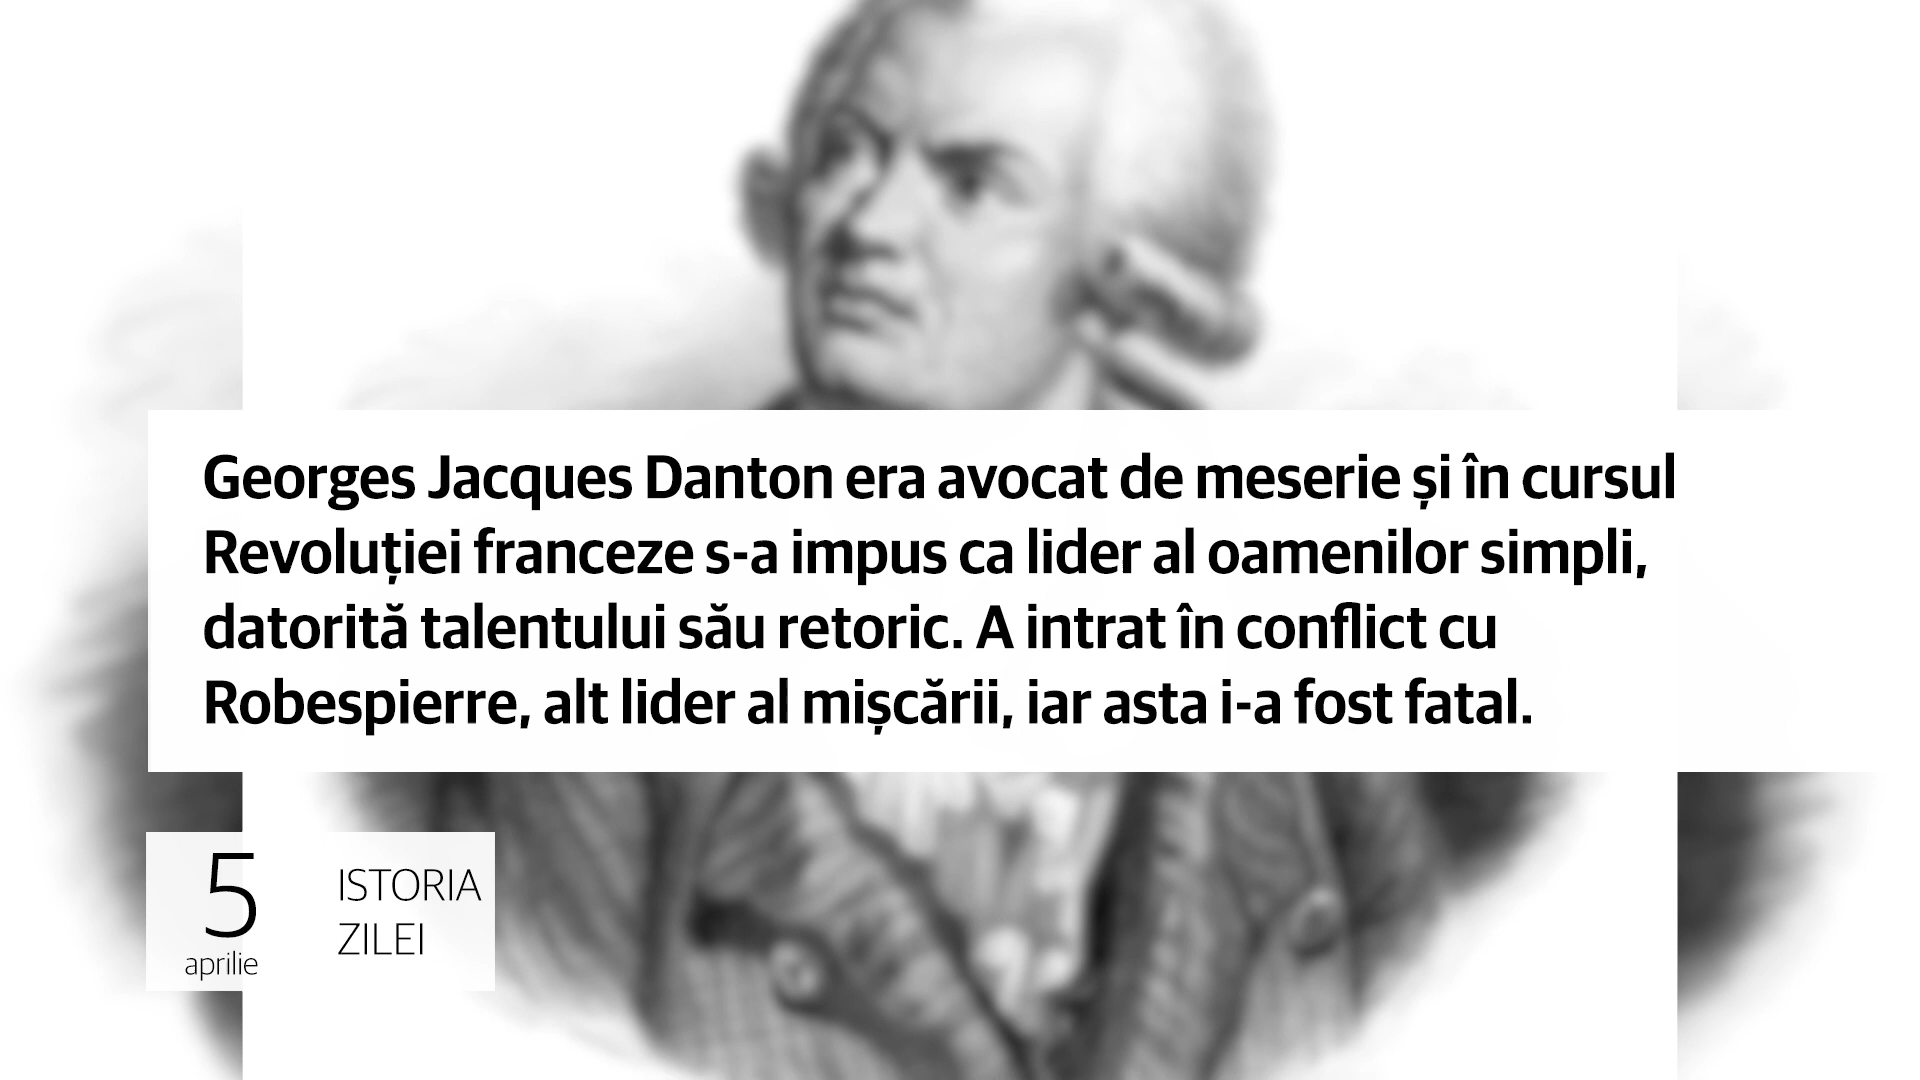 Georges Jacques Danton era avocat de meserie și în cursul
Revoluției franceze s-a impus ca lider al oamenilor simpli,
datorită talentului său retoric. A intrat în conflict cu
Robespierre, alt lider al mișcării, iar asta i-a fost fatal.
5
aprilie
ISTORIA
ZILEI